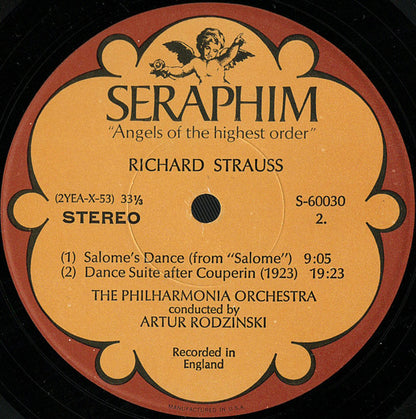 SERAPHIM
"Angels of the highest order"
RICHARD STRAUSS
(2YEA-X-53) 33⅓
STEREO
S-60030
2.
(1) Salome's Dance (from "Salome") 9:05
(2) Dance Suite after Couperin (1923) 19:23
THE PHILHARMONIA ORCHESTRA
conducted by
ARTUR RODZINSKI
Recorded in
England
MANUFACTURED IN U.S.A.